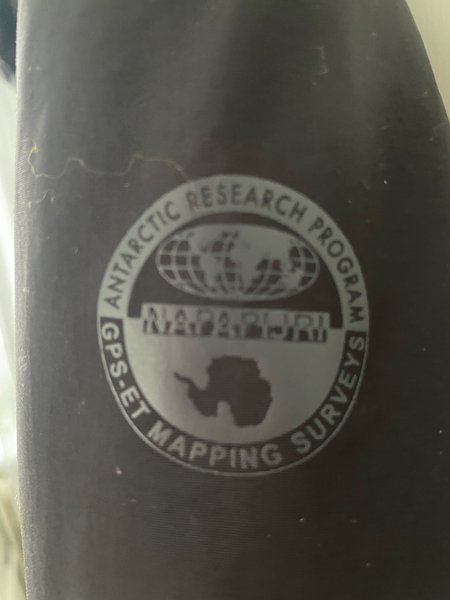 ANTARCTIC RESEARCH PROGRAM
NAPAPIJRI
GPS-ET MAPPING SURVEYS